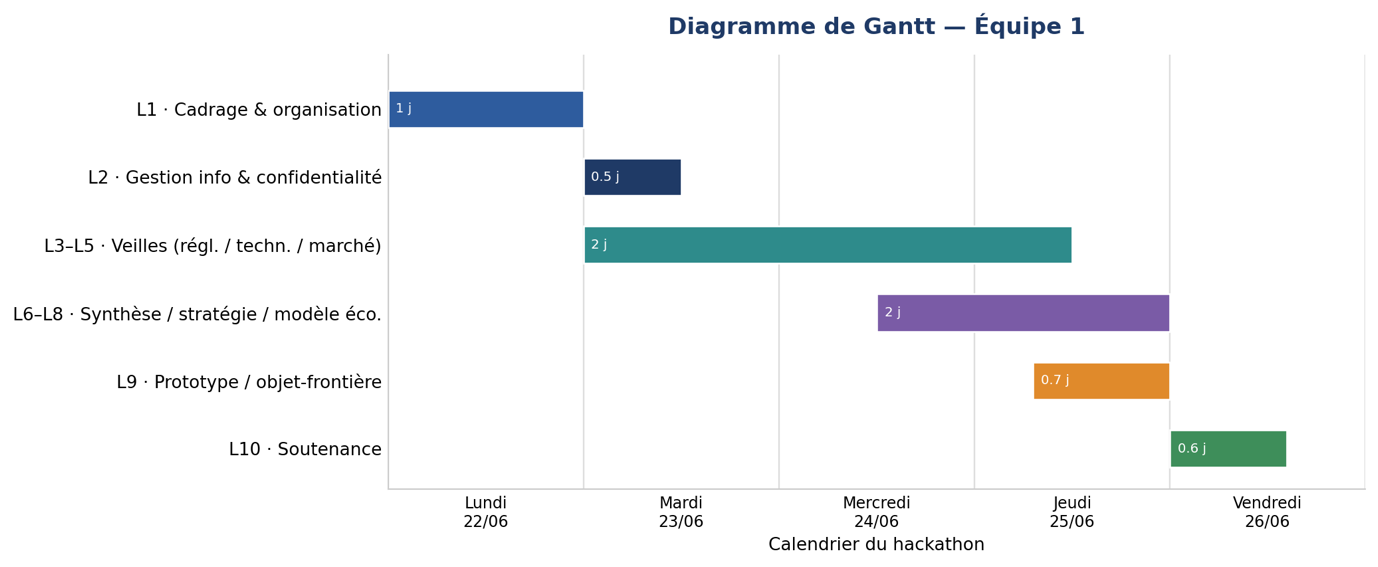 Diagramme de Gantt — Équipe 1
L1 · Cadrage & organisation
1 j
L2 · Gestion info & confidentialité
0.5 j
L3–L5 · Veilles (régl. / techn. / marché)
2 j
L6–L8 · Synthèse / stratégie / modèle éco.
2 j
L9 · Prototype / objet-frontière
0.7 j
L10 · Soutenance
0.6 j
Lundi
22/06
Mardi
23/06
Mercredi
24/06
Jeudi
25/06
Vendredi
26/06
Calendrier du hackathon